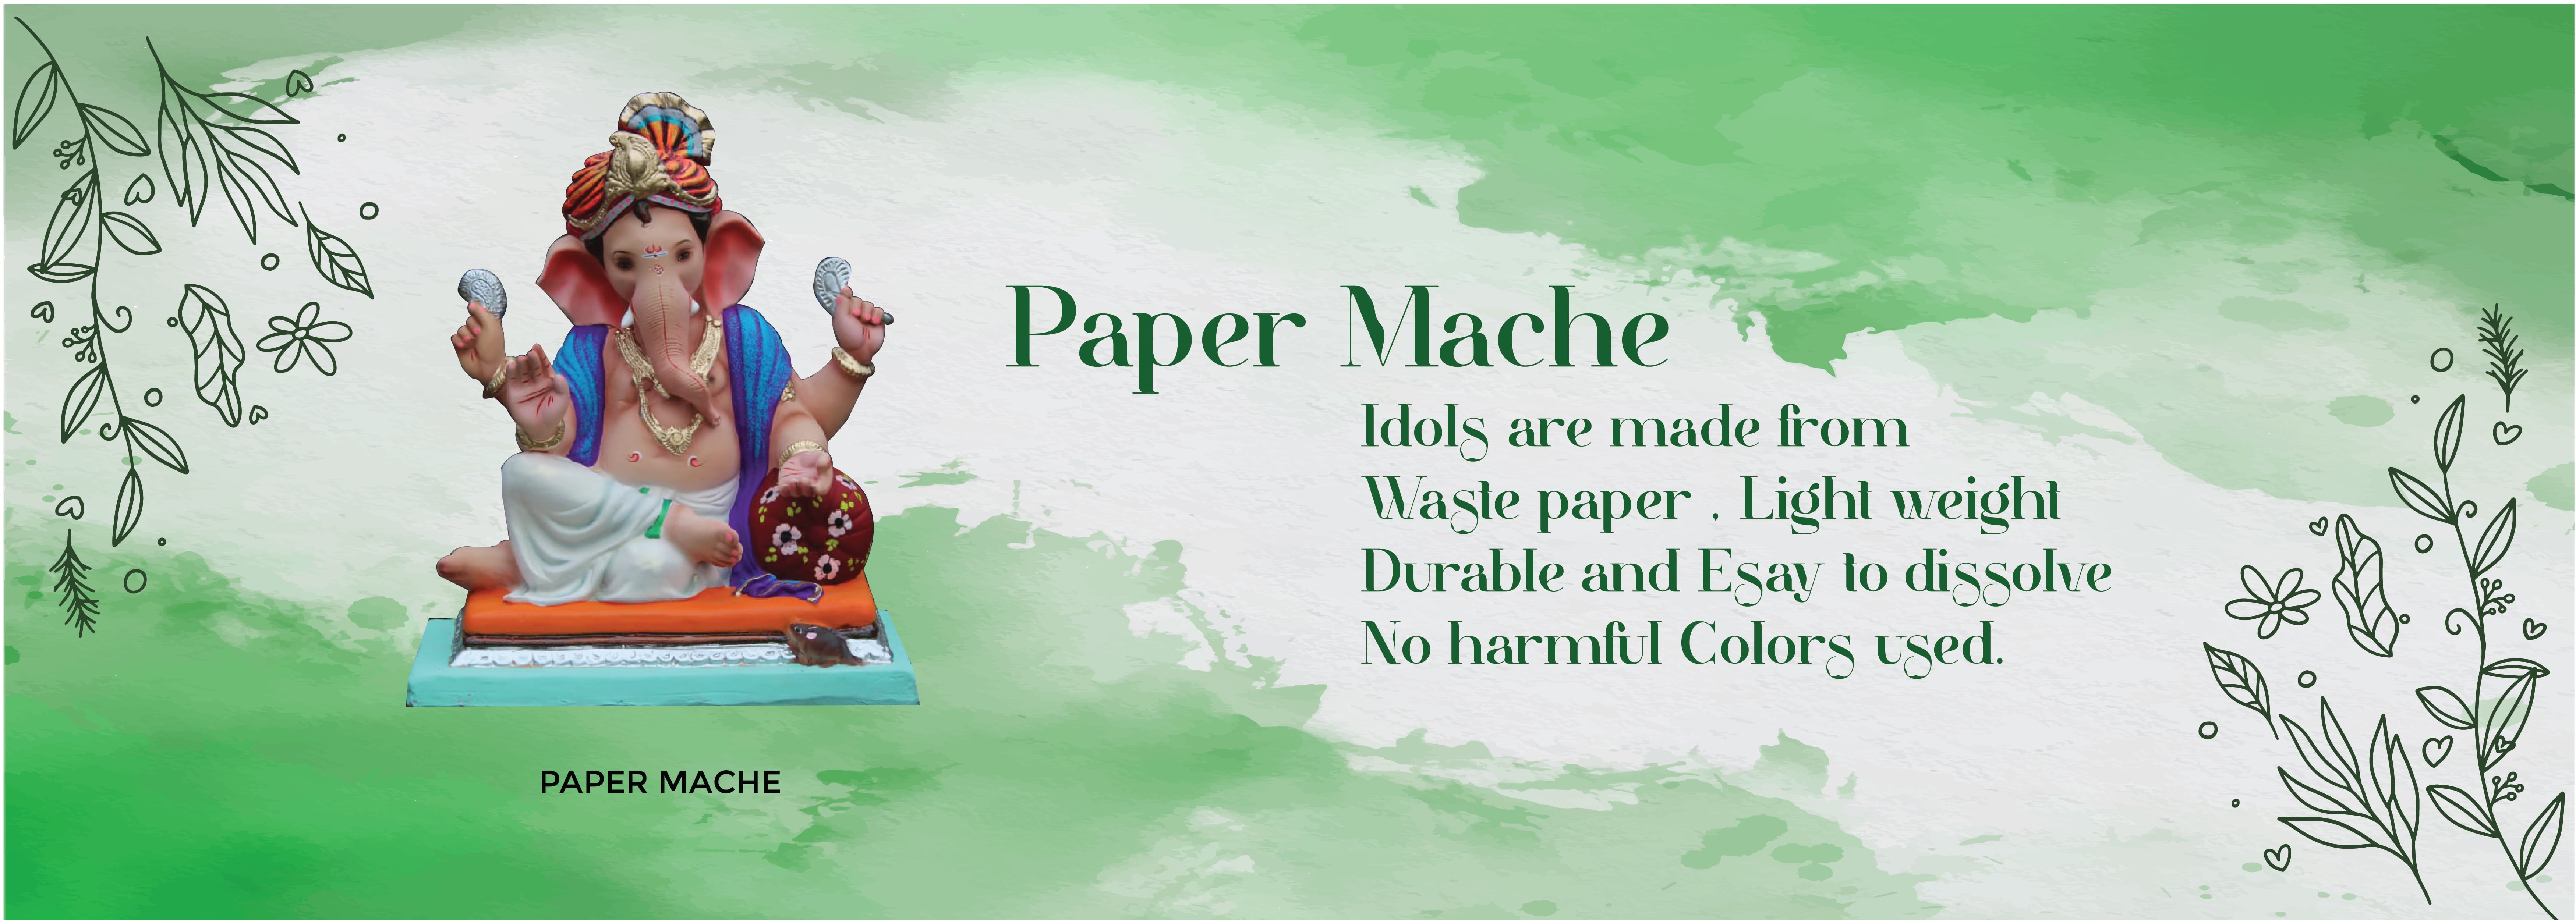 Paper Mache
Idols are made from
Waste paper , Light weight
Durable and Esay to dissolve
No harmful Colors used.
PAPER MACHE